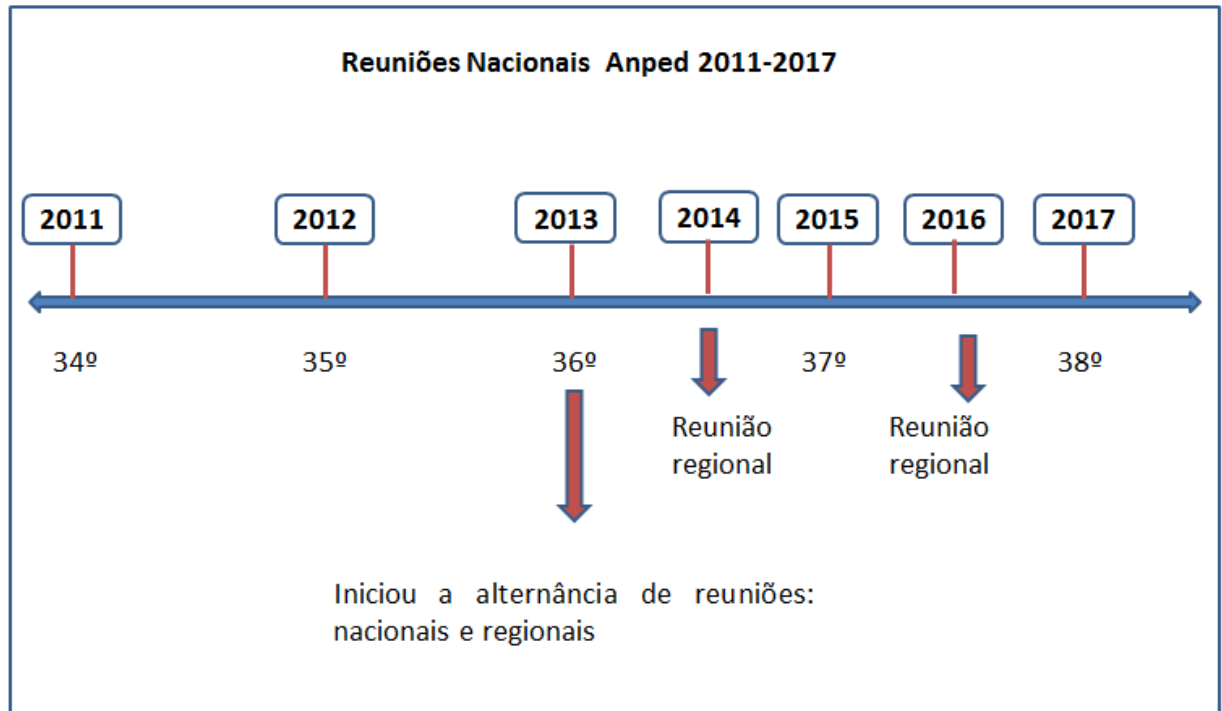 Reuniões Nacionais Anped 2011-2017
2011
2012
2013
2014
2015
2016
2017
34º
35º
36º
37º
38º
Reunião
regional
Reunião
regional
Iniciou a alternância de reuniões:
nacionais e regionais